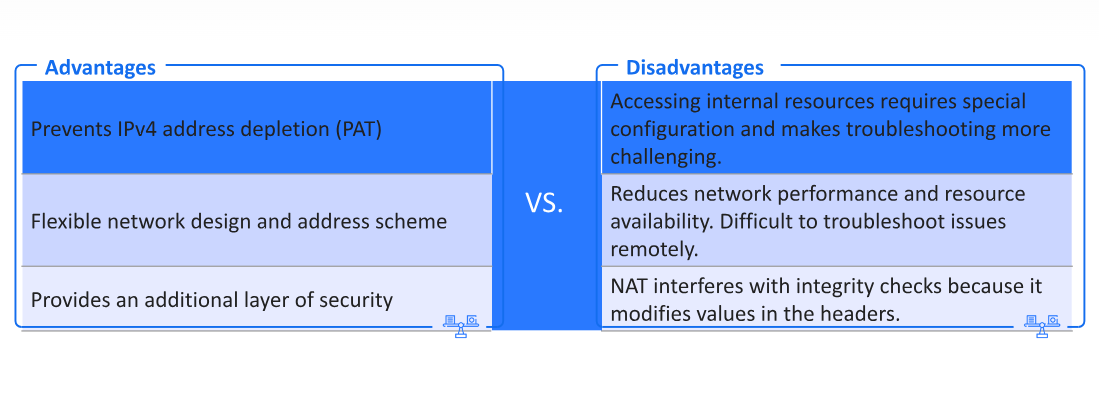 Advantages
Prevents IPv4 address depletion (PAT)
Flexible network design and address scheme
Provides an additional layer of security
VS.
Disadvantages
Accessing internal resources requires special
configuration and makes troubleshooting more
challenging.
Reduces network performance and resource
availability. Difficult to troubleshoot issues
remotely.
NAT interferes with integrity checks because it
modifies values in the headers.